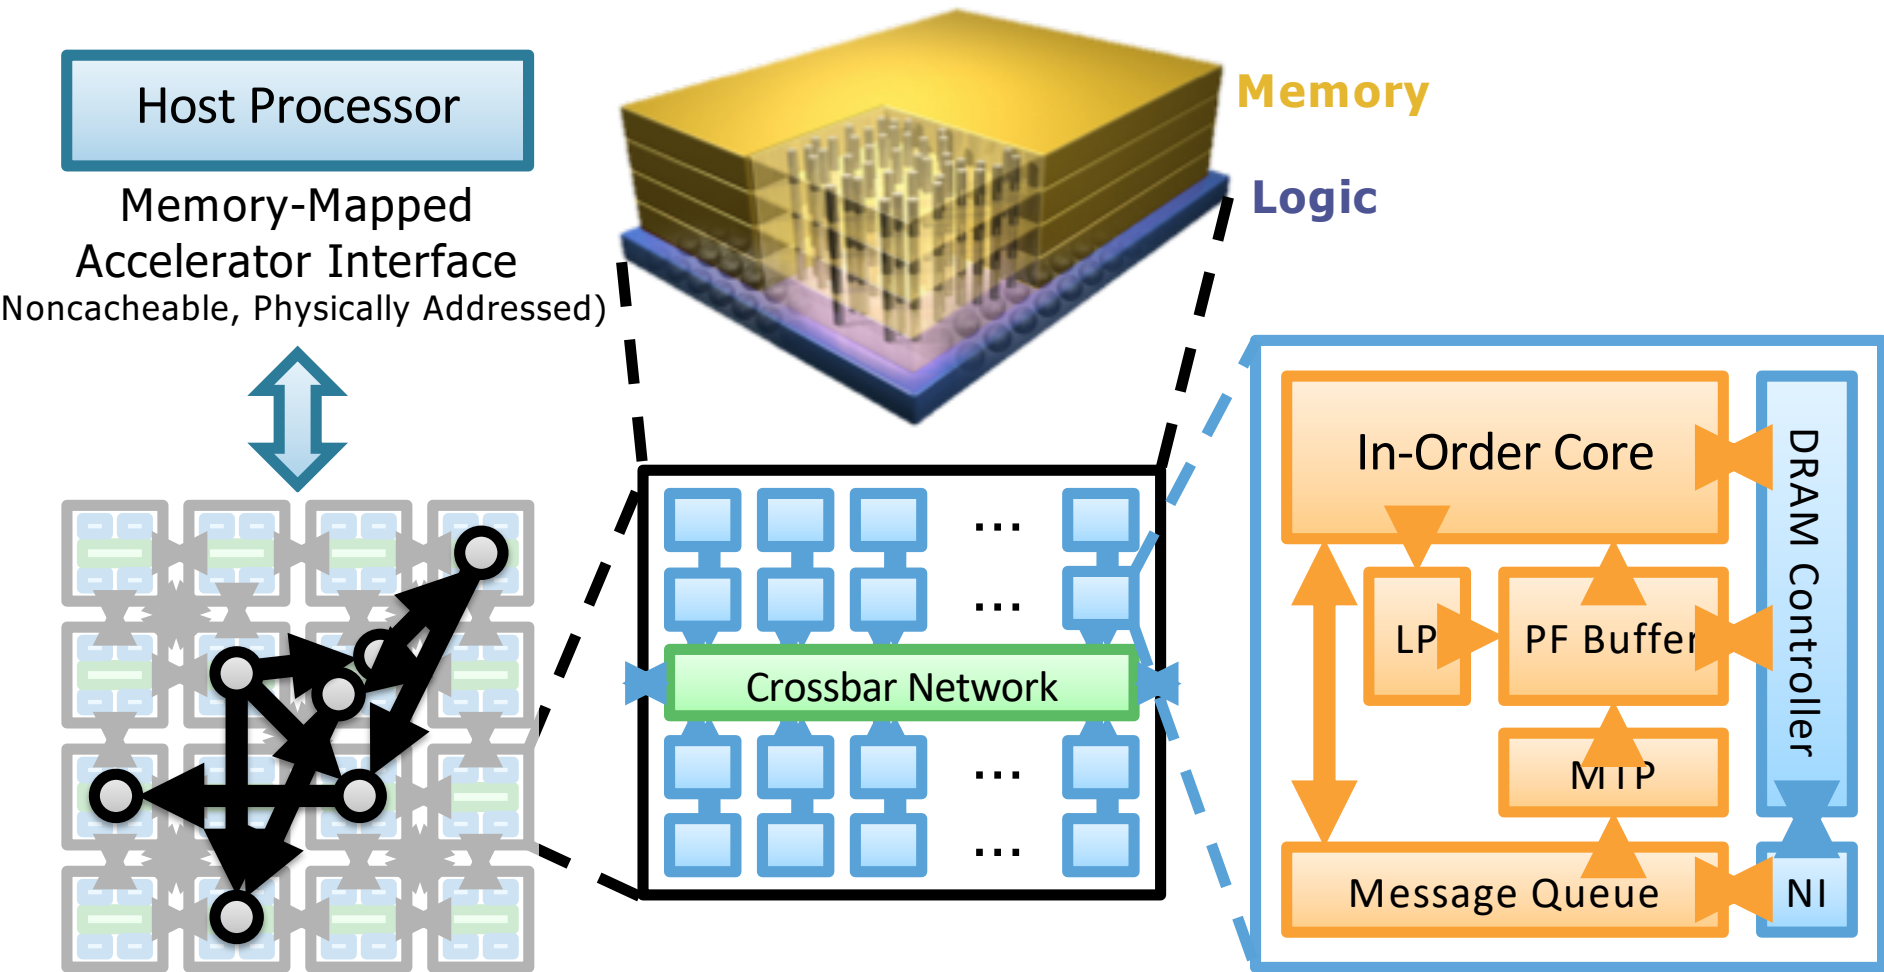 Host Processor
Memory-Mapped
Accelerator Interface
Noncacheable, Physically Addressed)
Memory
Logic
...
...
Crossbar Network
...
...
In-Order Core
LP
PF Buffer
MTP
Message Queue
DRAM Controller
NI